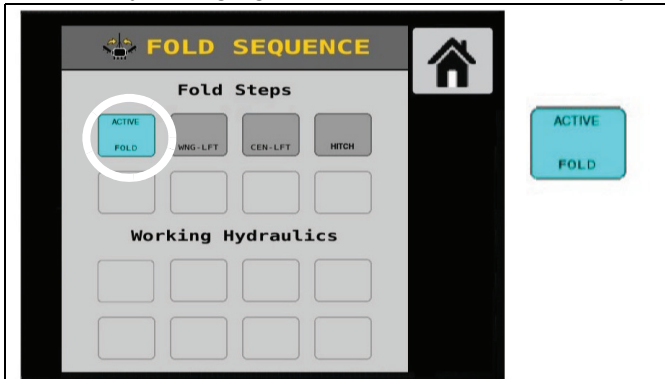 FOLD SEQUENCE
Fold Steps
ACTIVE
FOLD
WNG-LFT
CEN-LFT
HITCH
Working Hydraulics
ACTIVE
FOLD